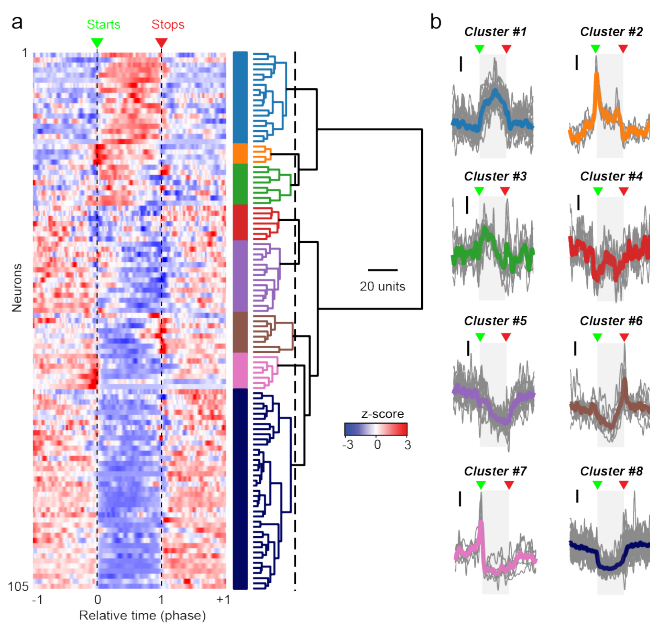 a
Starts
Stops
1
Neurons
105
-1
0
1
+1
Relative time (phase)
20 units
z-score
-3
0
3
b
Cluster #1
Cluster #2
Cluster #3
Cluster #4
Cluster #5
Cluster #6
Cluster #7
Cluster #8